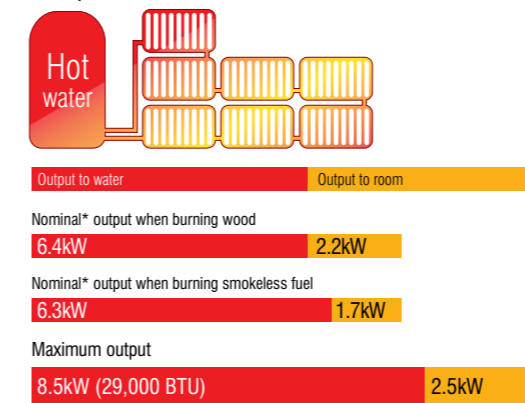 Hot
water
Output to water Output to room
Nominal* output when burning wood
6.4kW 2.2kW
Nominal* output when burning smokeless fuel
6.3kW 1.7kW
Maximum output
8.5kW (29,000 BTU) 2.5kW